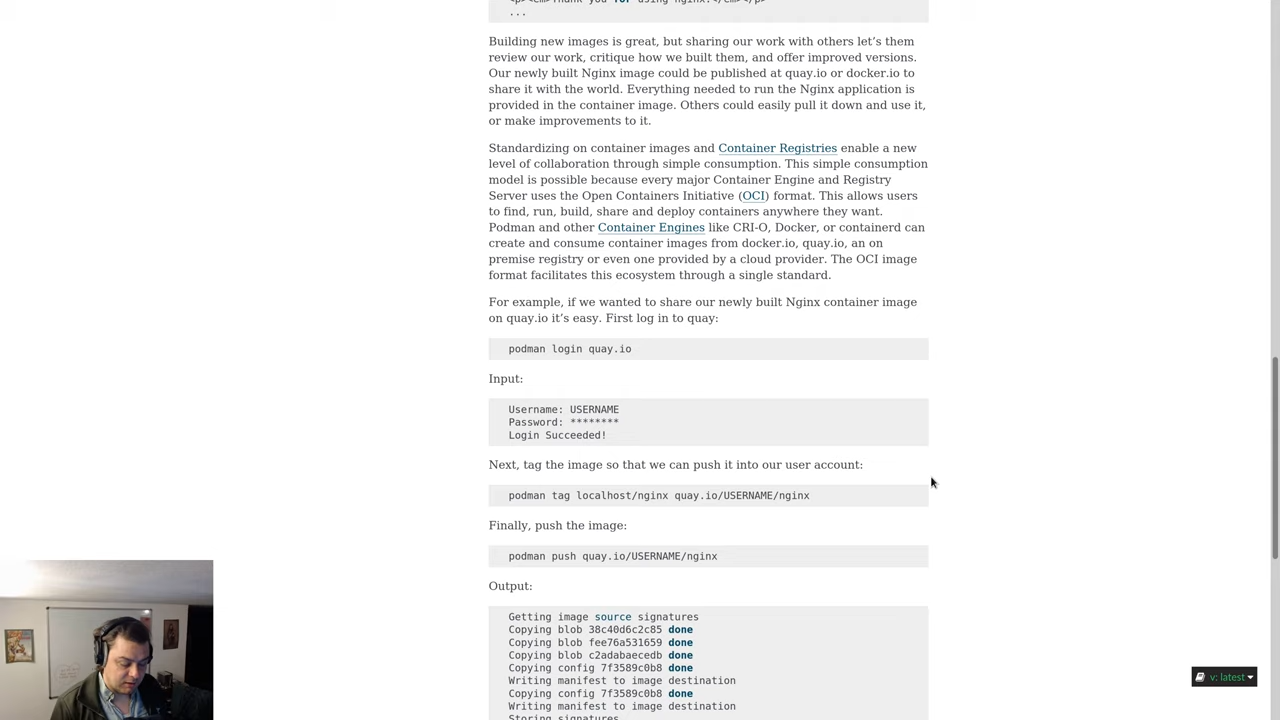 <p><em>Thank you for using nginx.</em></p>
...
Building new images is great, but sharing our work with others let’s them
review our work, critique how we built them, and offer improved versions.
Our newly built Nginx image could be published at quay.io or docker.io to
share it with the world. Everything needed to run the Nginx application is
provided in the container image. Others could easily pull it down and use it,
or make improvements to it.
Standardizing on container images and Container Registries enable a new
level of collaboration through simple consumption. This simple consumption
model is possible because every major Container Engine and Registry
Server uses the Open Containers Initiative (OCI) format. This allows users
to find, run, build, share and deploy containers anywhere they want.
Podman and other Container Engines like CRI-O, Docker, or containerd can
create and consume container images from docker.io, quay.io, an on
premise registry or even one provided by a cloud provider. The OCI image
format facilitates this ecosystem through a single standard.
For example, if we wanted to share our newly built Nginx container image
on quay.io it’s easy. First log in to quay:
podman login quay.io
Input:
Username: USERNAME
Password: ********
Login Succeeded!
Next, tag the image so that we can push it into our user account:
podman tag localhost/nginx quay.io/USERNAME/nginx
Finally, push the image:
podman push quay.io/USERNAME/nginx
Output:
Getting image source signatures
Copying blob 38c40d6c2c85 done
Copying blob fee76a531659 done
Copying blob c2adabaecedb done
Copying config 7f3589c0b8 done
Writing manifest to image destination
Copying config 7f3589c0b8 done
Writing manifest to image destination
Storing signatures
v: latest